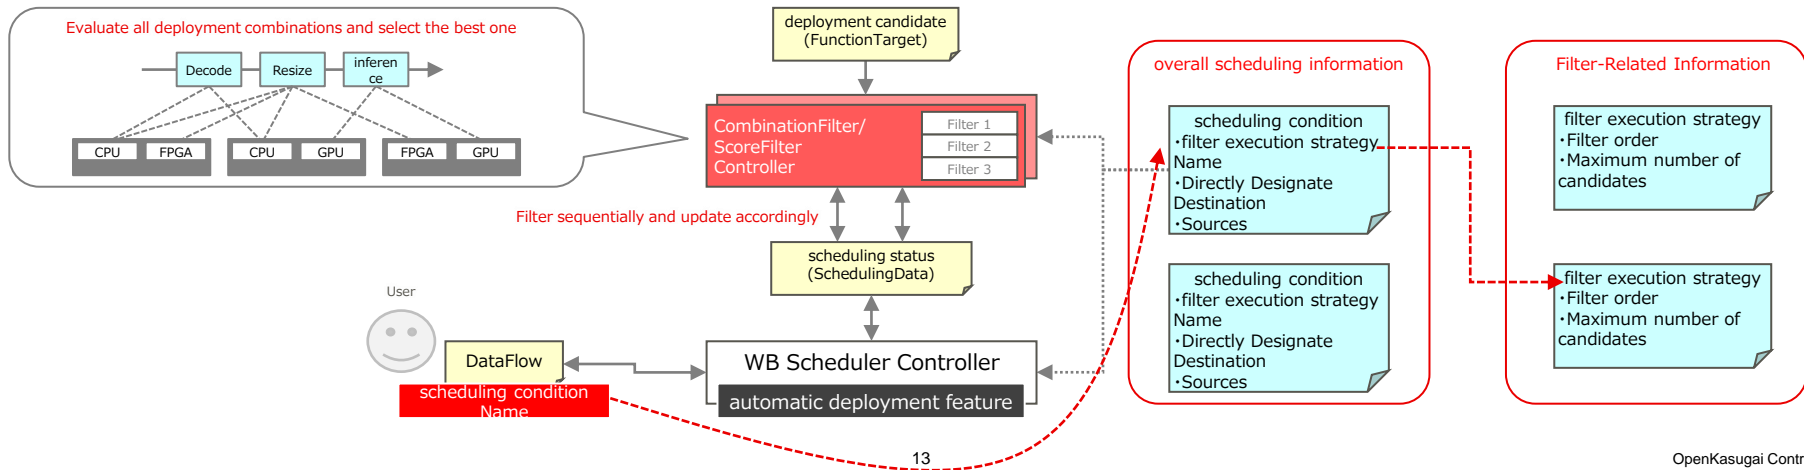 Evaluate all deployment combinations and select the best one
Decode
Resize
inferen
ce
CPU
FPGA
CPU
GPU
FPGA
GPU
deployment candidate
(FunctionTarget)
CombinationFilter/
ScoreFilter
Controller
Filter 1
Filter 2
Filter 3
Filter sequentially and update accordingly
scheduling status
(SchedulingData)
User
DataFlow
scheduling condition
Name
WB Scheduler Controller
automatic deployment feature
overall scheduling information
scheduling condition
・filter execution strategy
Name
・Directly Designate
Destination
・Sources
scheduling condition
・filter execution strategy
Name
・Directly Designate
Destination
・Sources
Filter-Related Information
filter execution strategy
・Filter order
・Maximum number of
candidates
filter execution strategy
・Filter order
・Maximum number of
candidates
13
OpenKasugai Contr